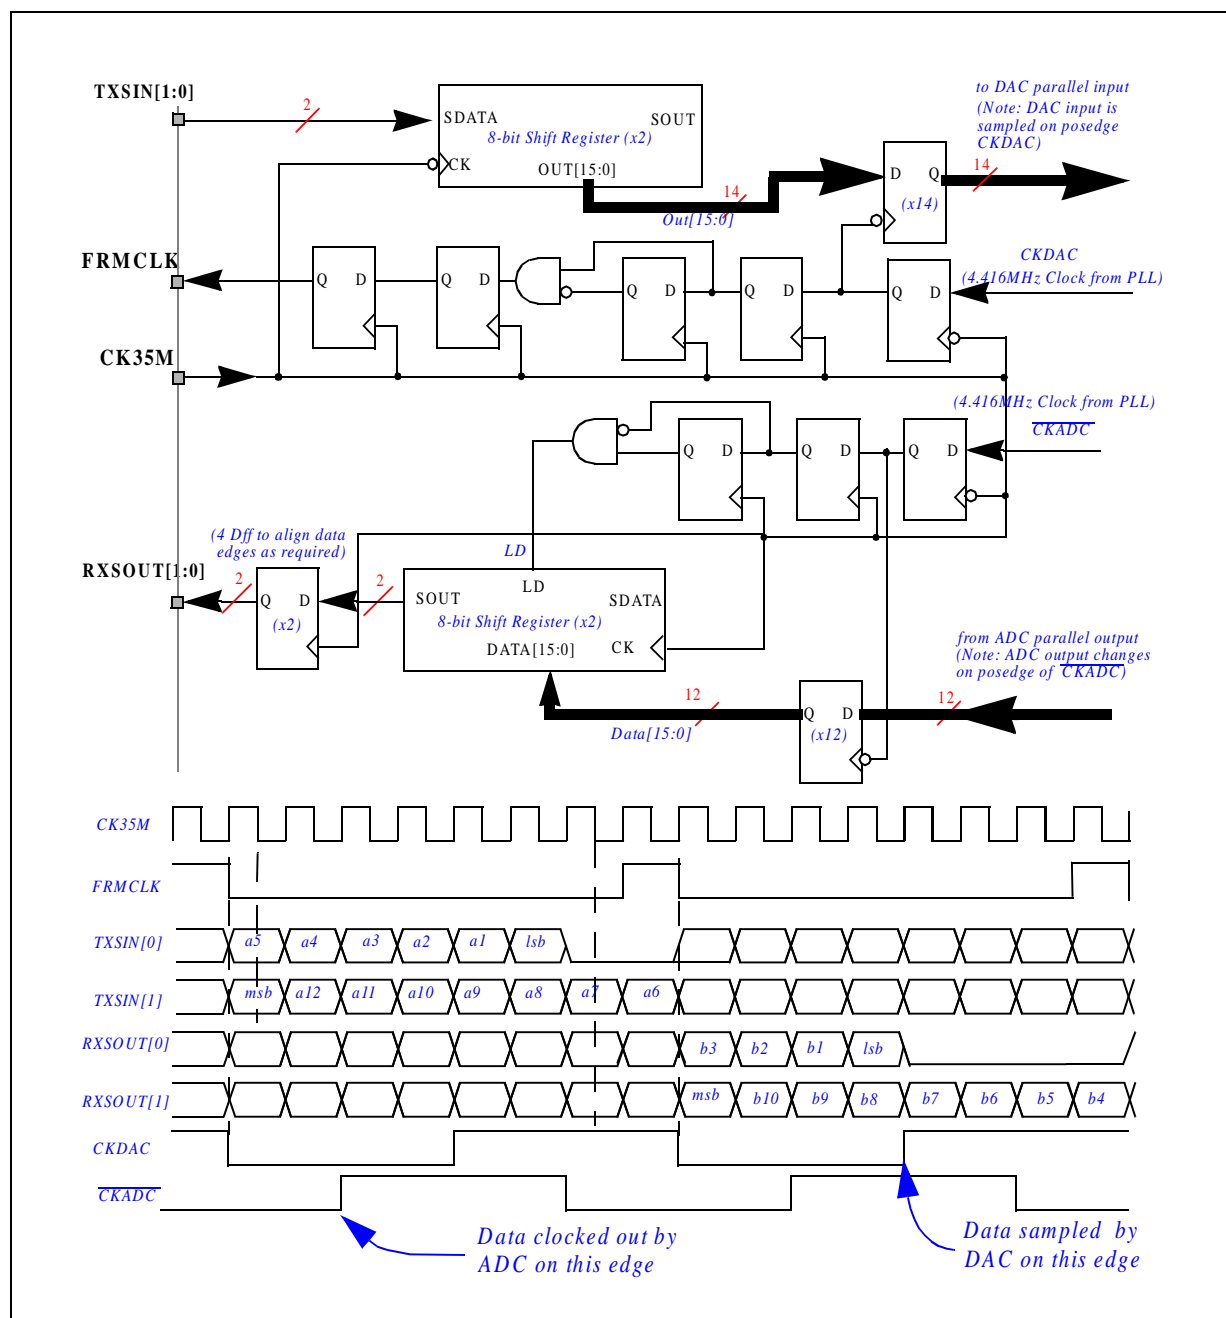 TXSIN[1:0]
2
SDATA
SOUT
8-bit Shift Register (x2)
CK
OUT[15:0]
14
Out[15:0]
to DAC parallel input
(Note: DAC input is
sampled on posedge
CKDAC)
D
Q
14
(x14)
FRMCLK
Q
D
Q
D
Q
D
Q
D
Q
D
CKDAC
(4.416MHz Clock from PLL)
CK35M
(4.416MHz Clock from PLL)
CKADC
Q
D
Q
D
Q
D
(4 Dff to align data
edges as required)
LD
RXSOUT[1:0]
2
Q
D
(x2)
2
SOUT
LD
SDATA
8-bit Shift Register (x2)
DATA[15:0]
CK
from ADC parallel output
(Note: ADC output changes
on posedge of CKADC)
12
Data[15:0]
Q
D
(x12)
12
CK35M
FRMCLK
TXSIN[0]
a5 a4 a3 a2 a1 lsb
TXSIN[1]
msb a12 a11 a10 a9 a8 a7 a6
RXSOUT[0]
b3 b2 b1 lsb
RXSOUT[1]
msb b10 b9 b8 b7 b6 b5 b4
CKDAC
CKADC
Data clocked out by
ADC on this edge
Data sampled by
DAC on this edge